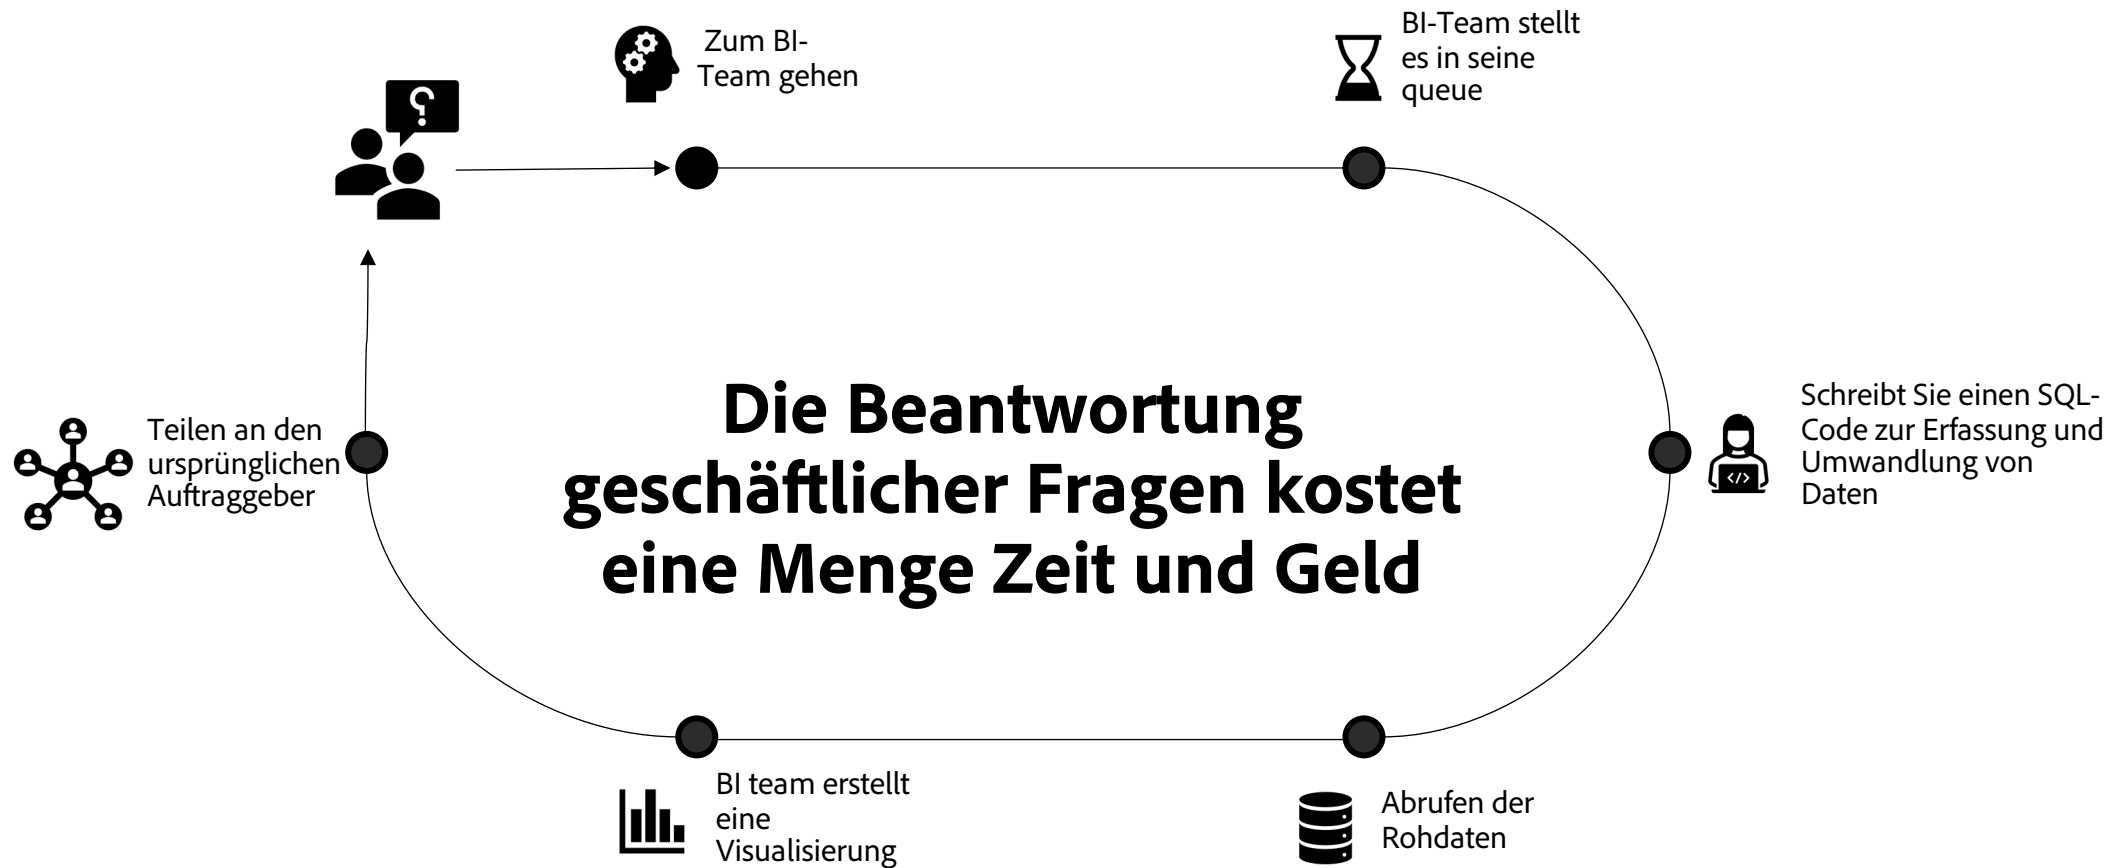 Zum BI-
Team gehen
BI-Team stellt
es in seine
queue
?
Schreibt Sie einen SQL-
Code zur Erfassung und
Umwandlung von
Daten
</>
Die Beantwortung
geschäftlicher Fragen kostet
eine Menge Zeit und Geld
Teilen an den
ursprünglichen
Auftraggeber
BI team erstellt
eine
Visualisierung
Abrufen der
Rohdaten